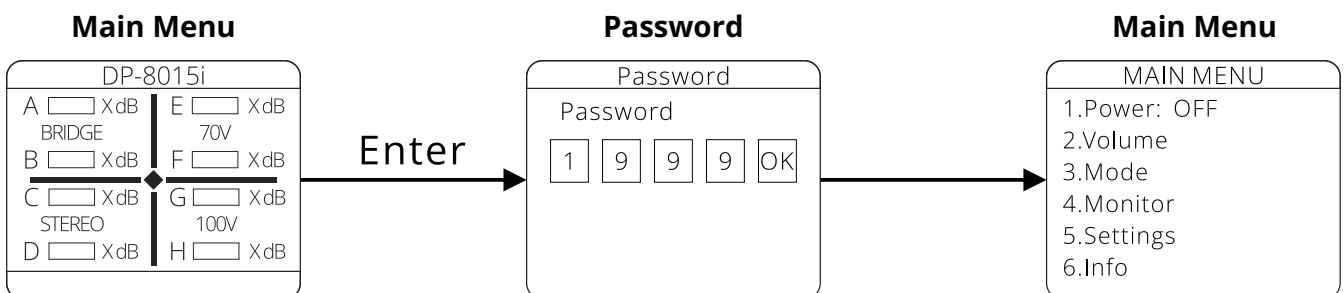 Main Menu
DP-8015i
A XdB E XdB
BRIDGE 70V
B XdB F XdB
C XdB G XdB
STEREO 100V
D XdB H XdB
Enter
Password
Password
Password
1 9 9 9 OK
Main Menu
MAIN MENU
1.Power: OFF
2.Volume
3.Mode
4.Monitor
5.Settings
6.Info